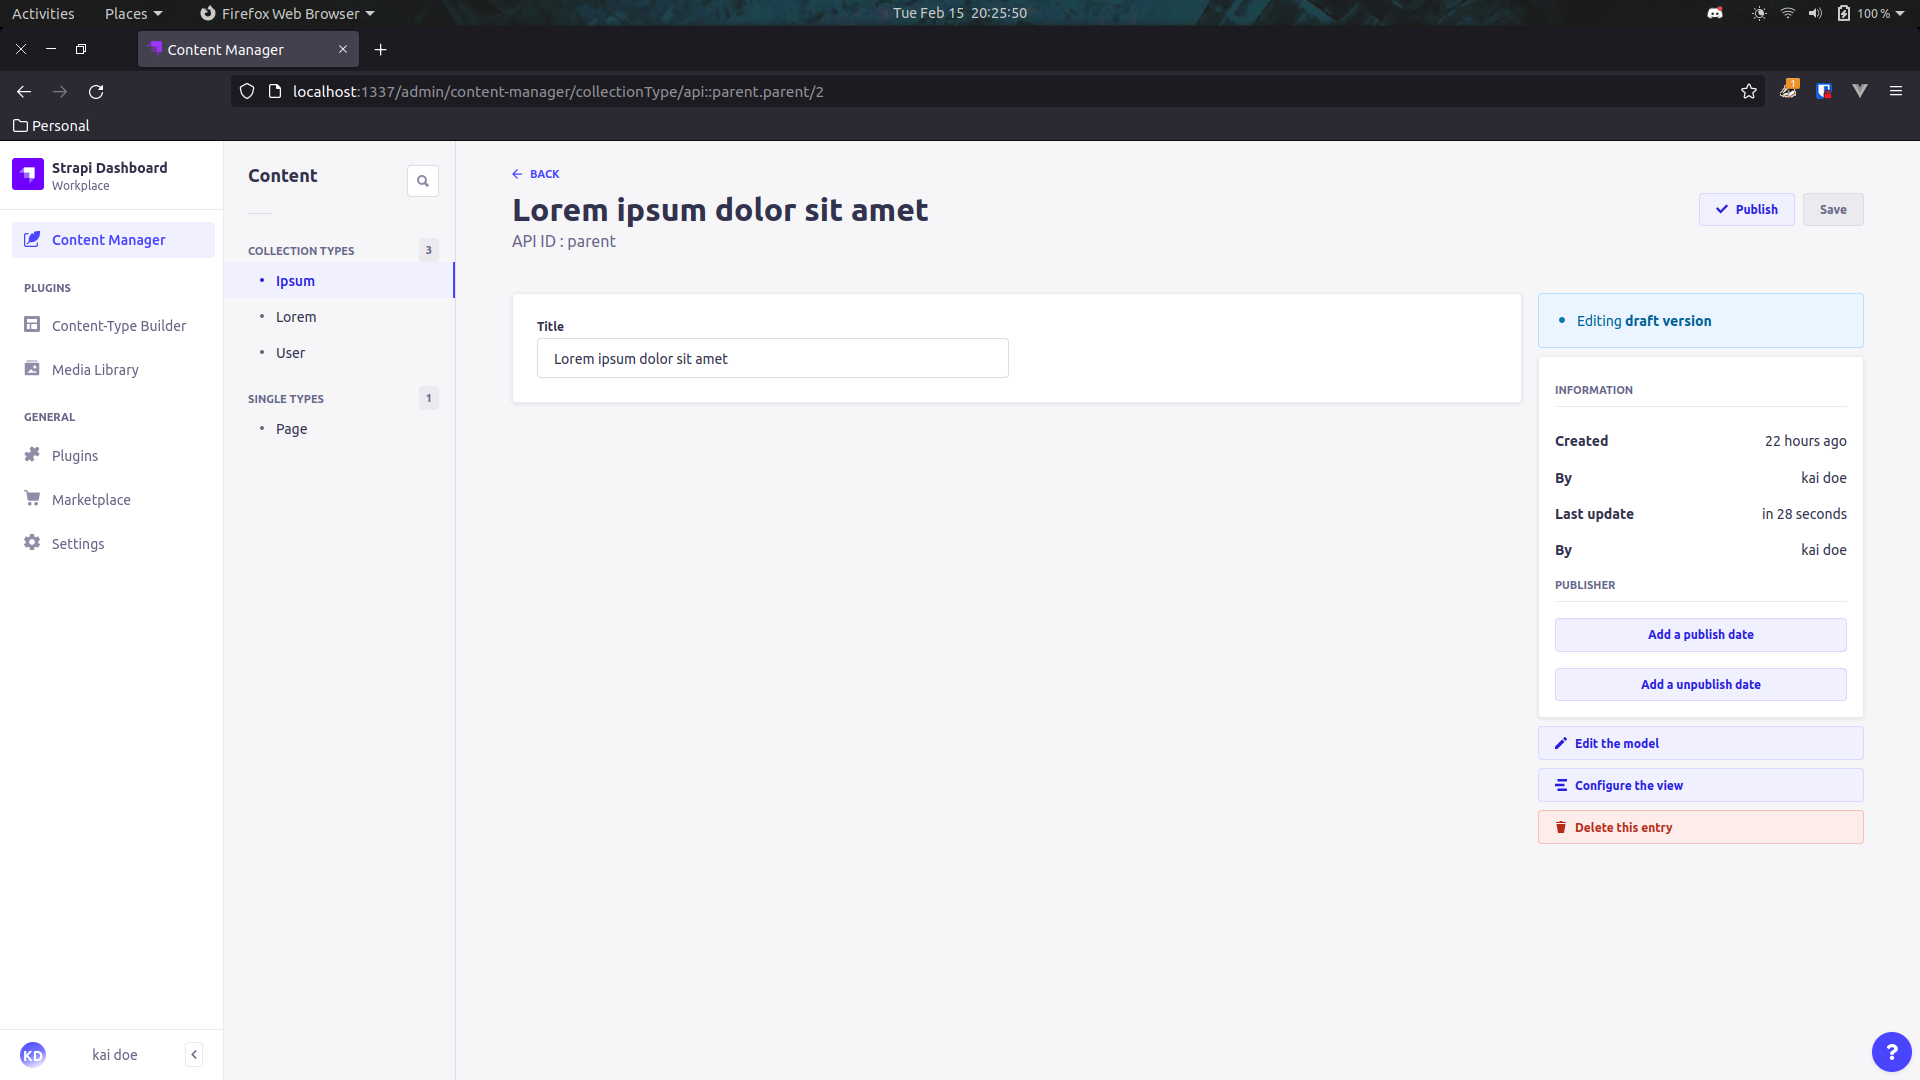 Activities Places Firefox Web Browser Tue Feb 15 20:25:50 100 %
Content Manager
localhost:1337/admin/content-manager/collectionType/api::parent.parent/2
1
Personal
Strapi Dashboard
Workplace
Content Manager
PLUGINS
Content-Type Builder
Media Library
GENERAL
Plugins
Marketplace
Settings
KD kai doe
Content
COLLECTION TYPES 3
Ipsum
Lorem
User
SINGLE TYPES 1
Page
BACK
Lorem ipsum dolor sit amet
API ID : parent
Publish Save
Title
Lorem ipsum dolor sit amet
Editing draft version
INFORMATION
Created 22 hours ago
By kai doe
Last update in 28 seconds
By kai doe
PUBLISHER
Add a publish date
Add a unpublish date
Edit the model
Configure the view
Delete this entry
?